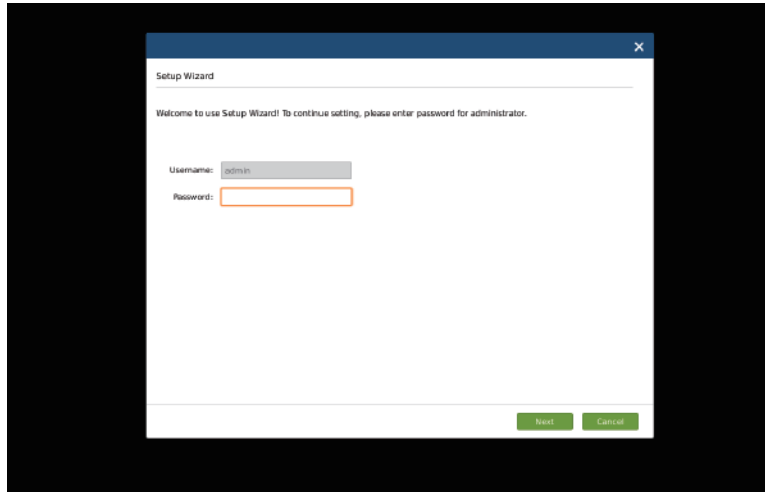 Setup Wizard
Welcome to use Setup Wizard! To continue setting, please enter password for administrator.
Username: admin
Password:
Next Cancel